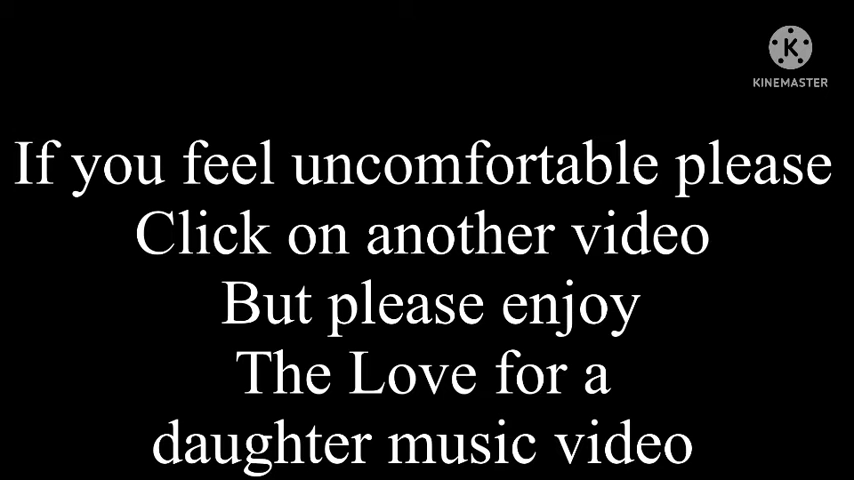 K
KINEMASTER
If you feel uncomfortable please
Click on another video
But please enjoy
The Love for a
daughter music video